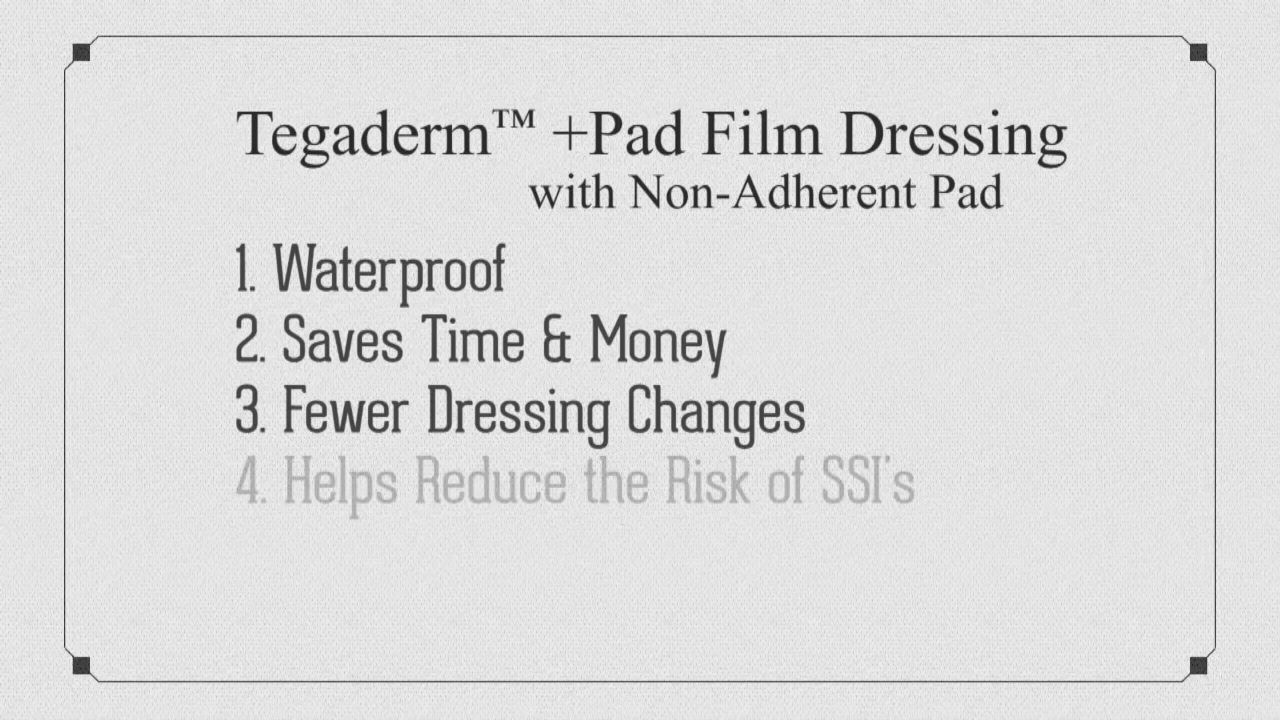 Tegaderm™ +Pad Film Dressing
with Non-Adherent Pad
1. Waterproof
2. Saves Time & Money
3. Fewer Dressing Changes
4. Helps Reduce the Risk of SSI's